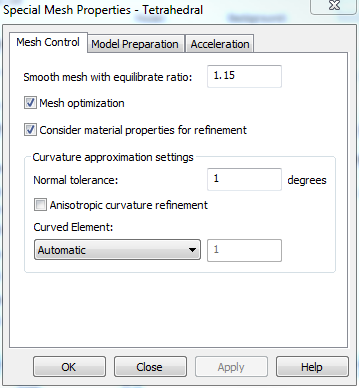 Special Mesh Properties - Tetrahedral
Mesh Control Model Preparation Acceleration
Smooth mesh with equilibrate ratio: 1.15
Mesh optimization
Consider material properties for refinement
Curvature approximation settings
Normal tolerance: 1 degrees
Anisotropic curvature refinement
Curved Element:
Automatic 1
OK Close Apply Help